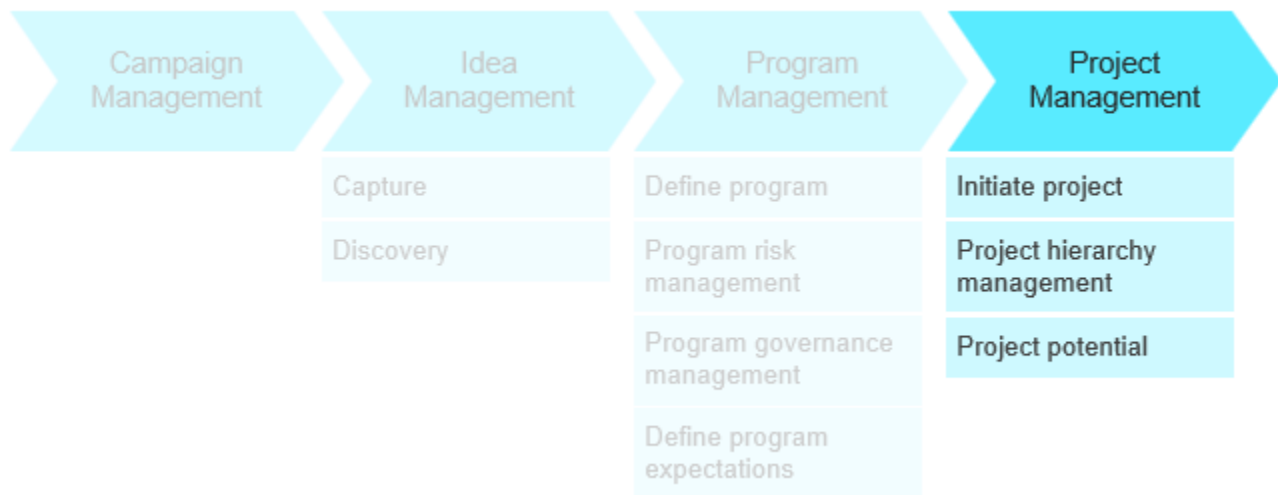 Campaign
Management
Idea
Management
Program
Management
Project
Management
Capture
Discovery
Define program
Program risk
management
Program governance
management
Define program
expectations
Initiate project
Project hierarchy
management
Project potential